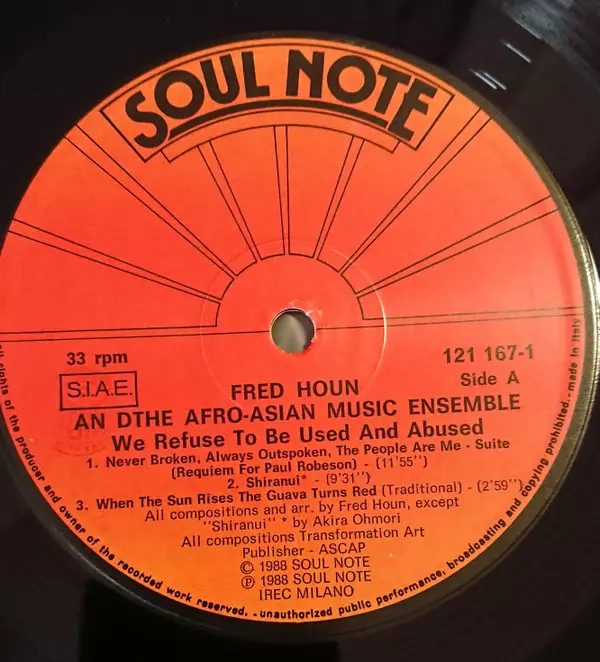 SOUL NOTE
33 rpm
121 167-1
S.I.A.E.
Side A
FRED HOUN
AN DTHE AFRO-ASIAN MUSIC ENSEMBLE
We Refuse To Be Used And Abused
1. Never Broken, Always Outspoken, The People Are Me - Suite
(Requiem For Paul Robeson) - (11'55")
2. Shiranui* - (9'31")
3. When The Sun Rises The Guava Turns Red (Traditional) - (2'59")
All compositions and arr. by Fred Houn, except
"Shiranui" * by Akira Ohmori
All compositions Transformation Art
Publisher - ASCAP
© 1988 SOUL NOTE
℗ 1988 SOUL NOTE
IREC MILANO
all rights of the producer and owner of the recorded work reserved. - unauthorized public performance, broadcasting and copying prohibited. - made in Italy